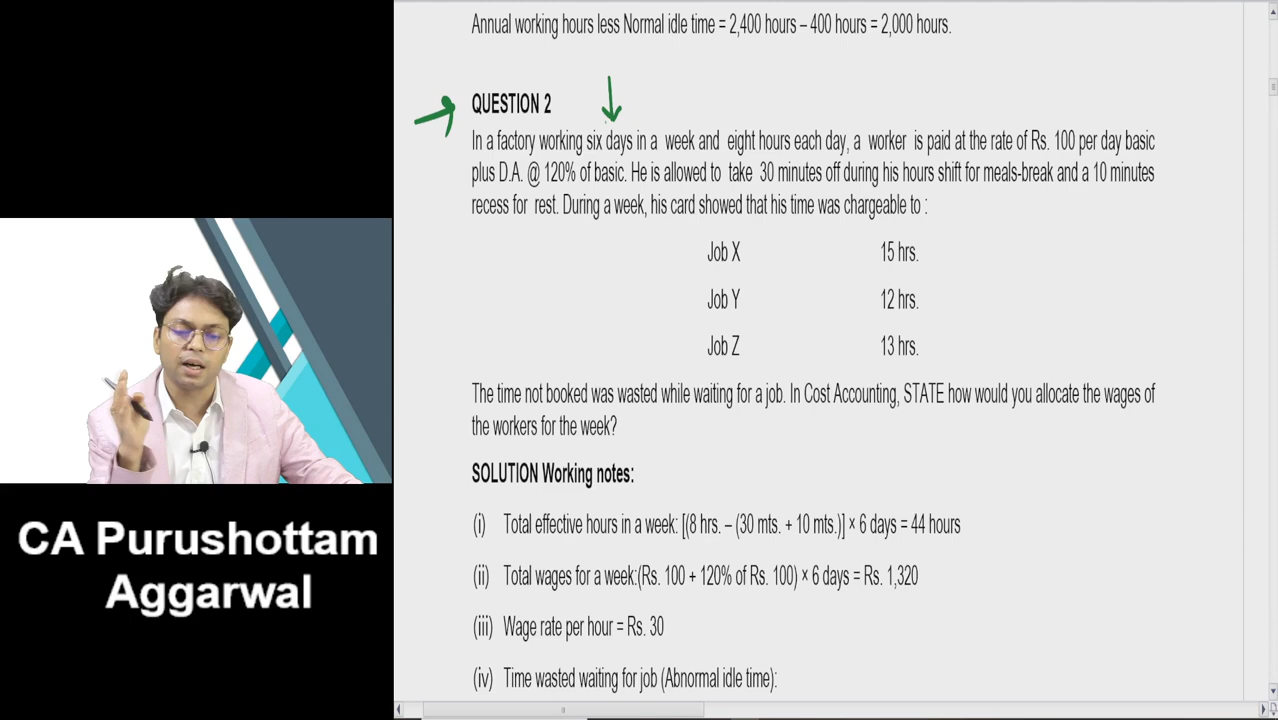 Annual working hours less Normal idle time = 2,400 hours – 400 hours = 2,000 hours.
QUESTION 2
In a factory working six days in a week and eight hours each day, a worker is paid at the rate of Rs. 100 per day basic
plus D.A. @ 120% of basic. He is allowed to take 30 minutes off during his hours shift for meals-break and a 10 minutes
recess for rest. During a week, his card showed that his time was chargeable to :
Job X 15 hrs.
Job Y 12 hrs.
Job Z 13 hrs.
The time not booked was wasted while waiting for a job. In Cost Accounting, STATE how would you allocate the wages of
the workers for the week?
SOLUTION Working notes:
(i) Total effective hours in a week: [(8 hrs. – (30 mts. + 10 mts.)] × 6 days = 44 hours
(ii) Total wages for a week:(Rs. 100 + 120% of Rs. 100) × 6 days = Rs. 1,320
(iii) Wage rate per hour = Rs. 30
(iv) Time wasted waiting for job (Abnormal idle time):
CA Purushottam
Aggarwal